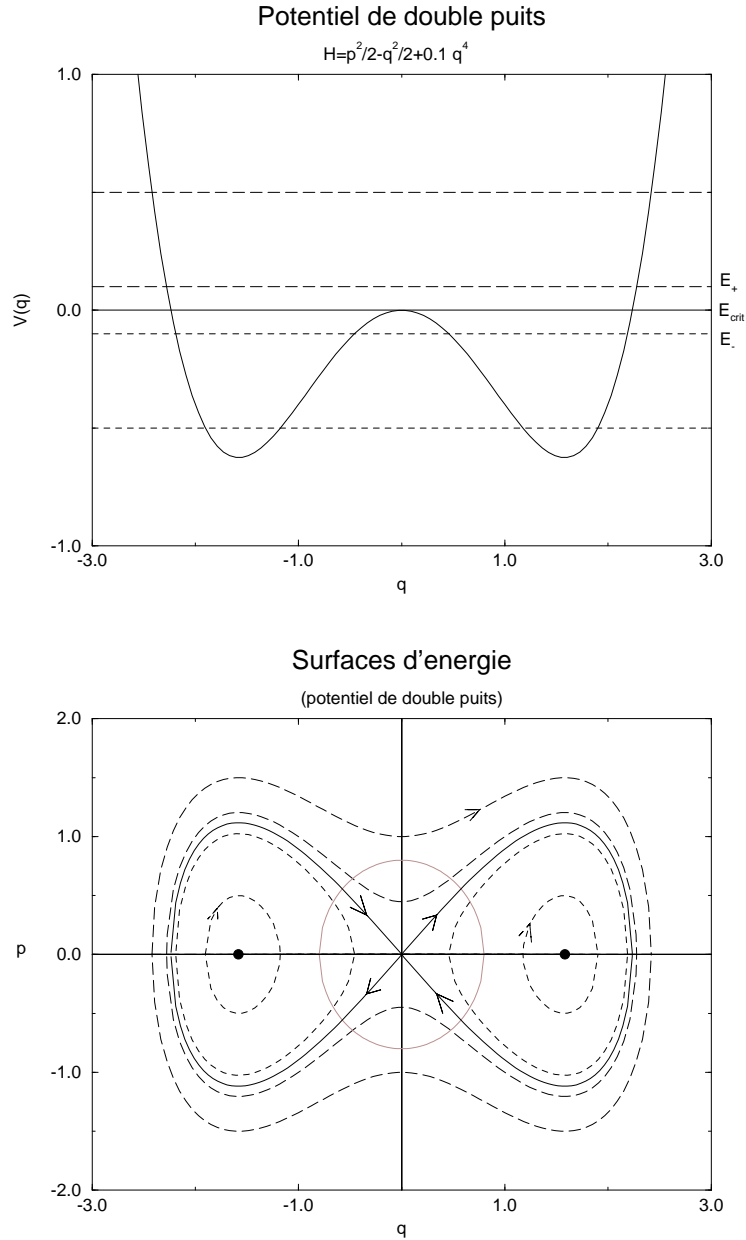 Potentiel de double puits
H=p²/2-q²/2+0.1 q⁴
1.0
0.0
-1.0
V(q)
E₊
E_crit
E₋
-3.0 -1.0 1.0 3.0
q
Surfaces d'energie
(potentiel de double puits)
2.0
1.0
0.0
-1.0
-2.0
p
-3.0 -1.0 1.0 3.0
q